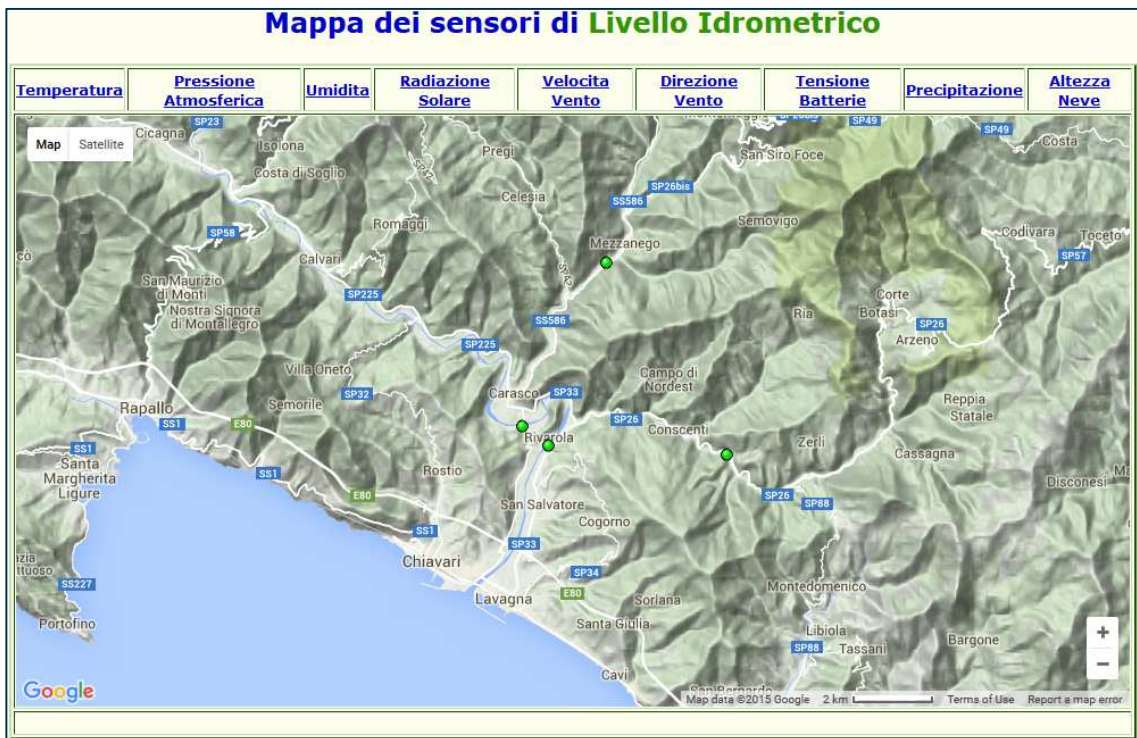 Mappa dei sensori di Livello Idrometrico
Temperatura
Pressione
Atmosferica
Umidita
Radiazione
Solare
Velocita
Vento
Direzione
Vento
Tensione
Batterie
Precipitazione
Altezza
Neve
Map Satellite
SP23
Cicagna
Isolona
Costa di Soglio
SP42
Pregi
SP26bis
SP49
SP49
Costa
San Siro Foce
Celesia
SP26bis
SS586
Romaggi
SP58
Semovigo
Mezzanego
Codivara
Toceto
SP57
Calvari
San Maurizio
di Monti
SP225
SP42
Corte
Nostra Signora
di Montallegro
SS586
Ria
Botasi
SP26
Arzeno
SP225
Villa Oneto
Campo di
Nordest
SP32
Carasco
SP33
Reppia
Statale
Rapallo
Semorile
SS1
E80
SP26
Conscenti
Rivarola
Zerli
Cassagna
SS1
Santa
Margherita
Ligure
SS1
Rostio
Disconesi
E80
San Salvatore
SP26
SP88
Cogorno
SS1
SP33
Chiavari
SP34
SS227
E80
Montedomenico
Lavagna
Soriana
Portofino
Santa Giulia
Libiola
Bargone
SP88
Tassani
Cavi
San Bernardo
+
−
Google
Map data ©2015 Google 2 km Terms of Use Report a map error